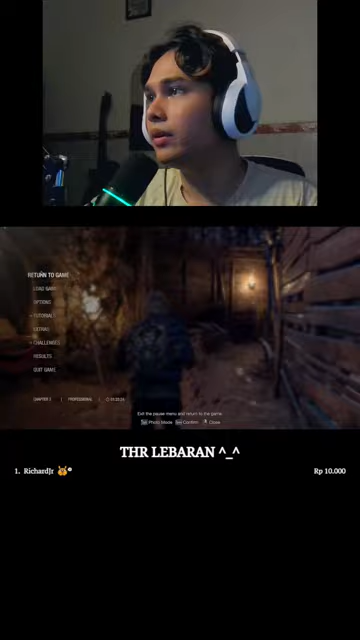 RETURN TO GAME
LOAD GAME
OPTIONS
TUTORIALS
EXTRAS
CHALLENGES
RESULTS
QUIT GAME
CHAPTER 3 | PROFESSIONAL |
Exit the pause menu and return to the game.
Photo Mode Confirm Close
THR LEBARAN ^_^
1. RichardJr Rp 10.000